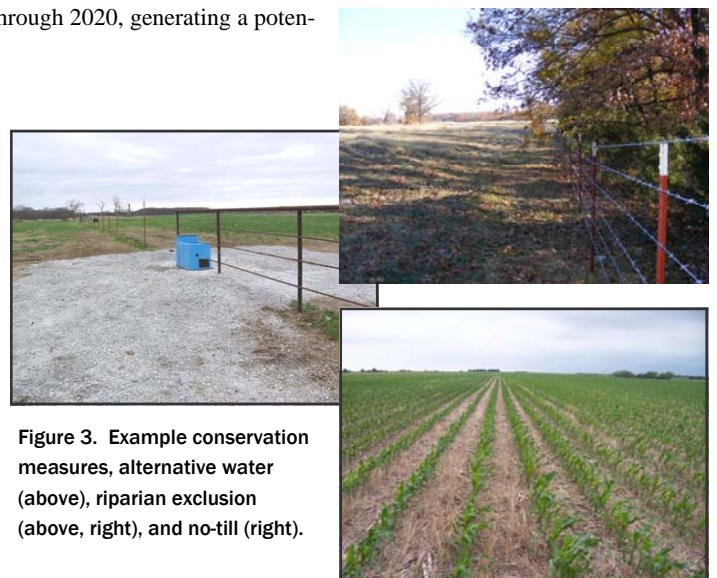 through 2020, generating a poten-
Figure 3.  Example conservation
measures, alternative water
(above), riparian exclusion
(above, right), and no-till (right).